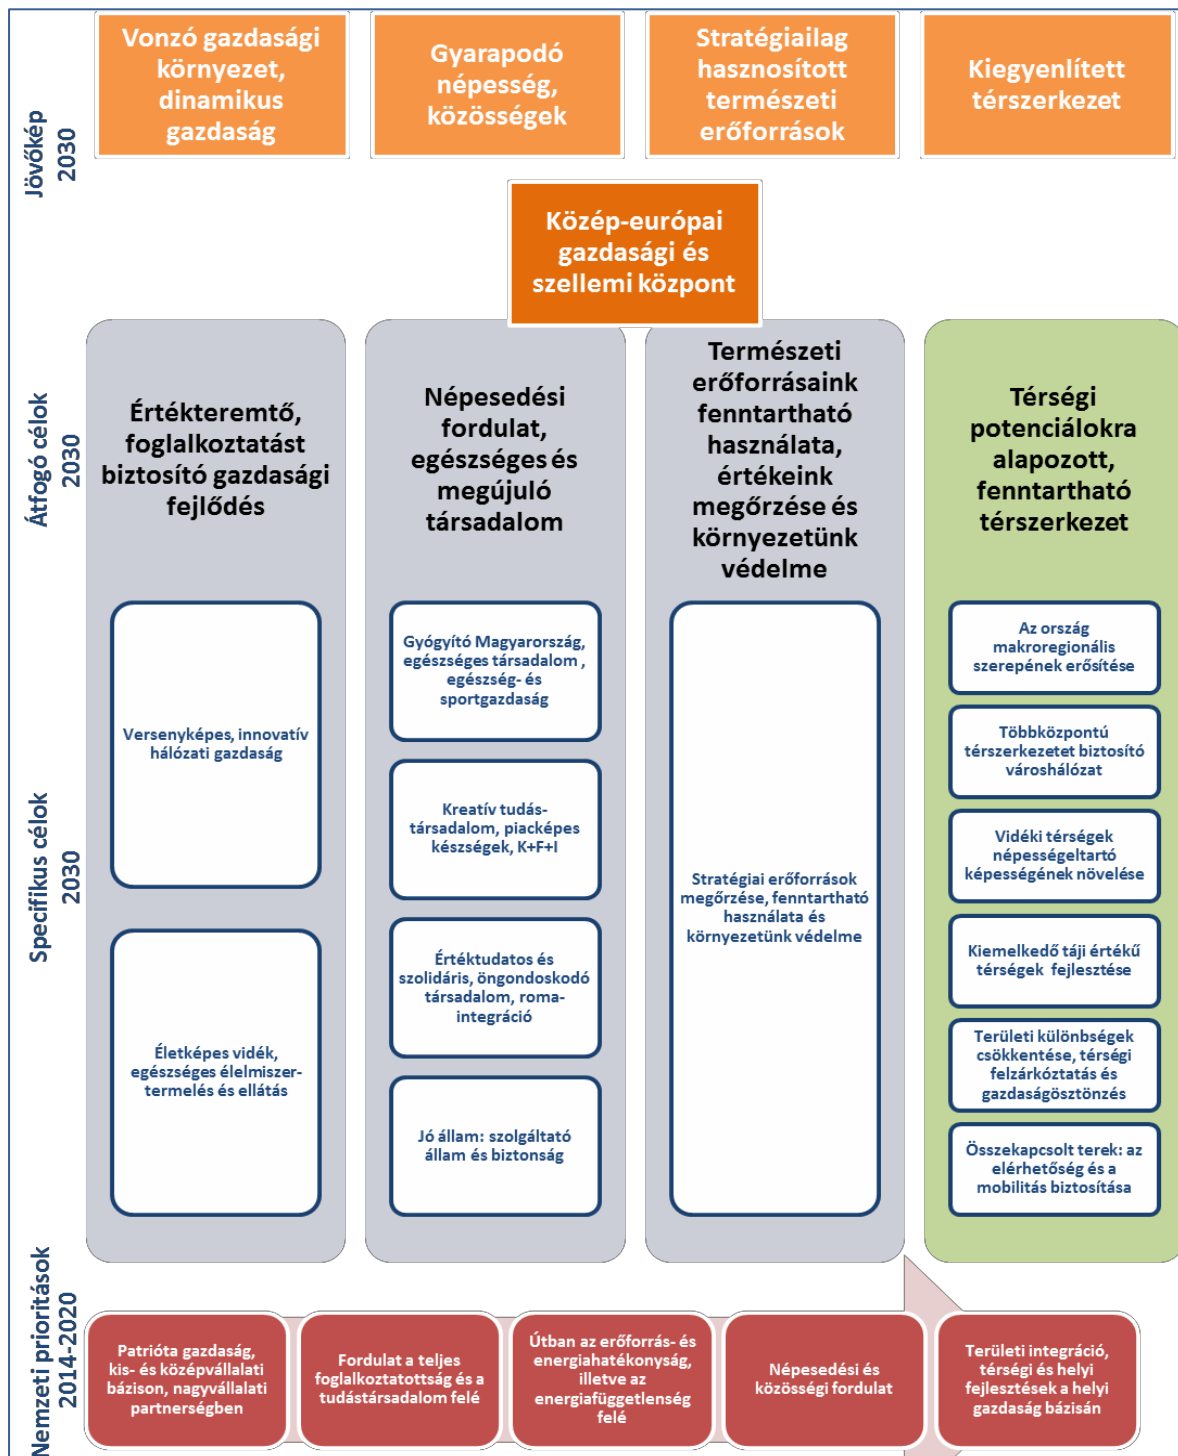 Jövőkép
2030
Vonzó gazdasági
környezet,
dinamikus
gazdaság
Gyarapodó
népesség,
közösségek
Stratégiailag
hasznosított
természeti
erőforrások
Kiegyenlített
térszerkezet
Közép-európai
gazdasági és
szellemi központ
Átfogó célok
2030
Értékteremtő,
foglalkoztatást
biztosító gazdasági
fejlődés
Népesedési
fordulat,
egészséges és
megújuló
társadalom
Természeti
erőforrásaink
fenntartható
használata,
értékeink
megőrzése és
környezetünk
védelme
Térségi
potenciálokra
alapozott,
fenntartható
térszerkezet
Specifikus célok
2030
Versenyképes, innovatív
hálózati gazdaság
Életképes vidék,
egészséges élelmiszer-
termelés és ellátás
Gyógyító Magyarország,
egészséges társadalom ,
egészség- és
sportgazdaság
Kreatív tudás-
társadalom, piacképes
készségek, K+F+I
Értéktudatos és
szolidáris, öngondoskodó
társadalom, roma-
integráció
Jó állam: szolgáltató
állam és biztonság
Stratégiai erőforrások
megőrzése, fenntartható
használata és
környezetünk védelme
Az ország
makroregionális
szerepének erősítése
Többközpontú
térszerkezetet biztosító
városhálózat
Vidéki térségek
népességeltartó
képességének növelése
Kiemelkedő táji értékű
térségek fejlesztése
Területi különbségek
csökkentése, térségi
felzárkóztatás és
gazdaságösztönzés
Összekapcsolt terek: az
elérhetőség és a
mobilitás biztosítása
Nemzeti prioritások
2014-2020
Patrióta gazdaság,
kis- és középvállalati
bázison, nagyvállalati
partnerségben
Fordulat a teljes
foglalkoztatottság és a
tudástársadalom felé
Útban az erőforrás- és
energiahatékonyság,
illetve az
energiafüggetlenség
felé
Népesedési és
közösségi fordulat
Területi integráció,
térségi és helyi
fejlesztések a helyi
gazdaság bázisán